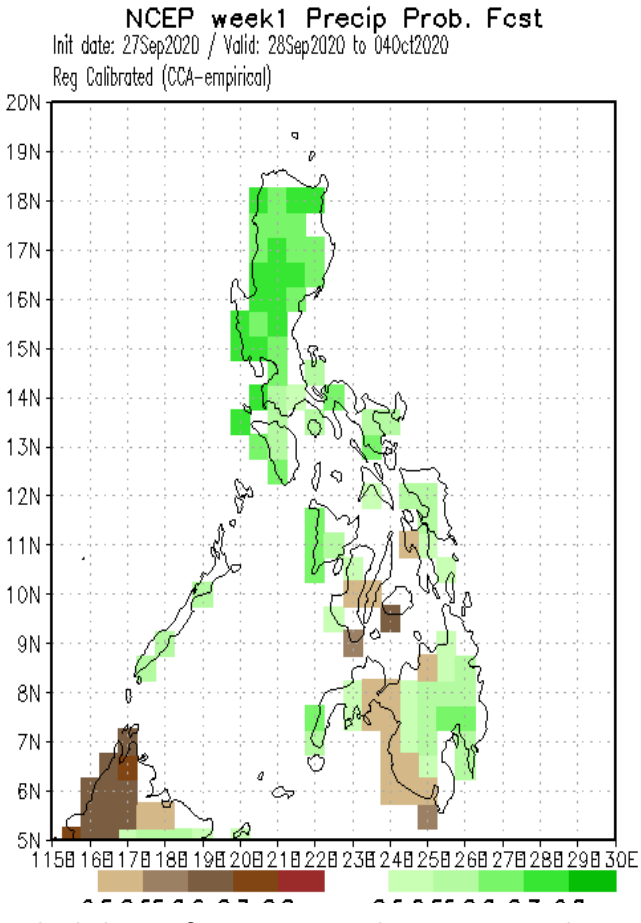 NCEP week1 Precip Prob. Fcst
Init date: 27Sep2020 / Valid: 28Sep2020 to 04Oct2020
Reg Calibrated (CCA-empirical)
20N
19N
18N
17N
16N
15N
14N
13N
12N
11N
10N
9N
8N
7N
6N
5N
115E 116E 117E 118E 119E 120E 121E 122E 123E 124E 125E 126E 127E 128E 129E 130E